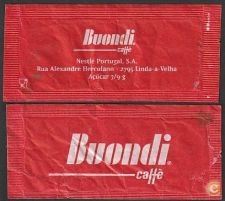 Buondi
caffè
Nestlé Portugal, S.A.
Rua Alexandre Herculano - 2795 Linda-a-Velha
Açúcar 7/9 g
Buondi
caffè